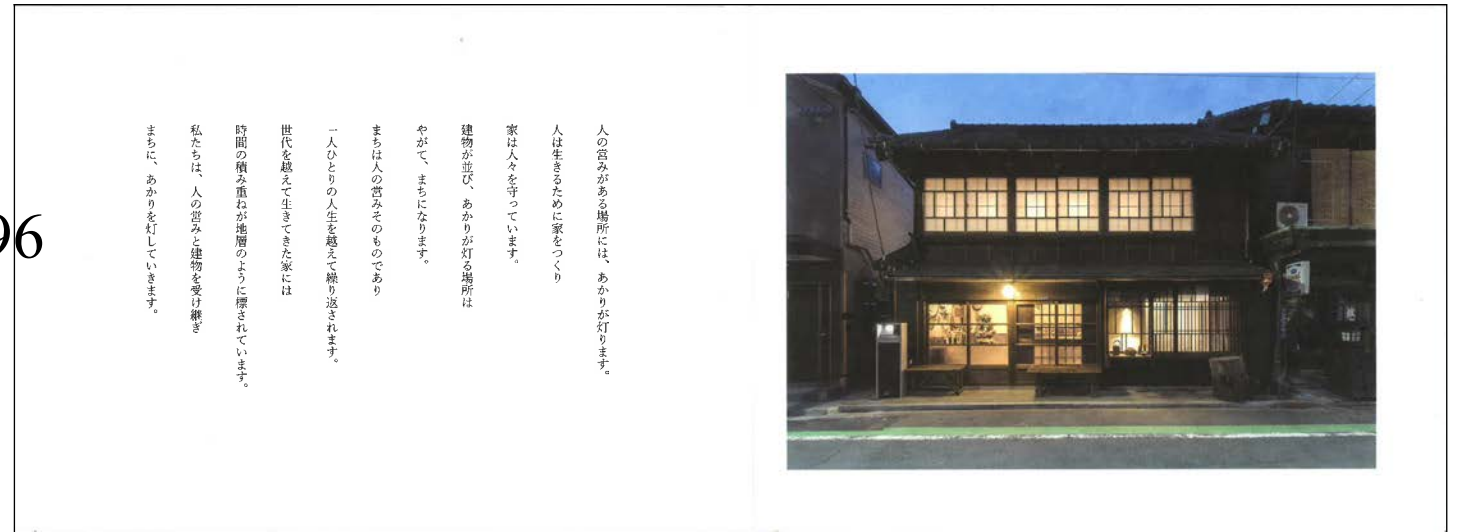 人の営みがある場所には、あかりが灯ります。
人は生きるために家をつくり
家は人々を守っています。
建物が並び、あかりが灯る場所は
やがて、まちになります。
まちは人の営みそのものであり
一人ひとりの人生を越えて繰り返されます。
世代を越えて生きてきた家には
時間の積み重ねが地層のように標されています。
私たちは、人の営みと建物を受け継ぎ
まちに、あかりを灯していきます。
96